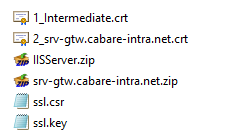 1_Intermediate.crt
2_srv-gtw.cabare-intra.net.crt
IISServer.zip
srv-gtw.cabare-intra.net.zip
ssl.csr
ssl.key